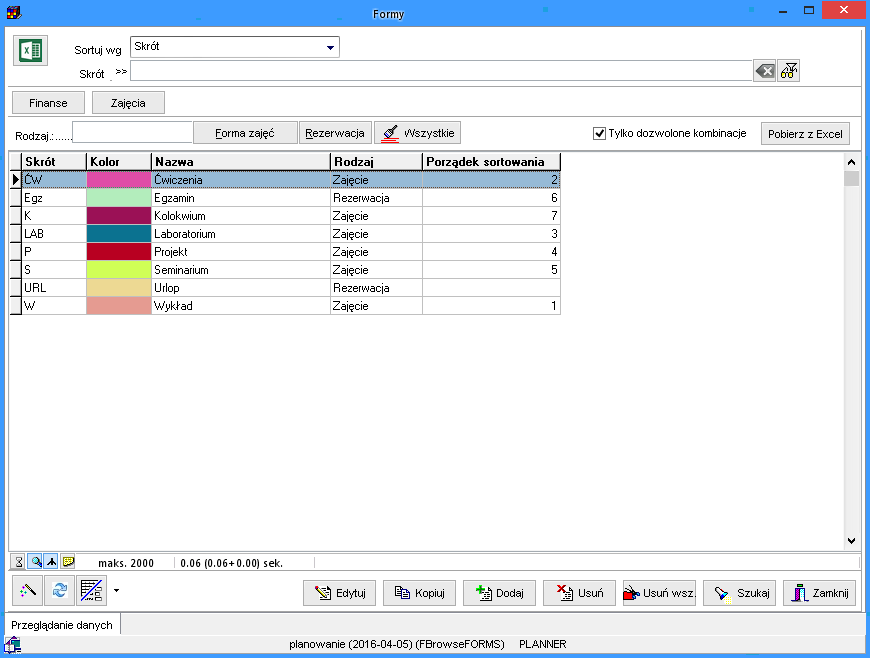 Formy
Sortuj wg Skrót
Skrót >>
Finanse Zajęcia
Rodzaj.:...... Forma zajęć Rezerwacja Wszystkie Tylko dozwolone kombinacje Pobierz z Excel
Skrót Kolor Nazwa Rodzaj Porządek sortowania
ĆW Ćwiczenia Zajęcie 2
Egz Egzamin Rezerwacja 6
K Kolokwium Zajęcie 7
LAB Laboratorium Zajęcie 3
P Projekt Zajęcie 4
S Seminarium Zajęcie 5
URL Urlop Rezerwacja
W Wykład Zajęcie 1
maks. 2000 0.06 (0.06+0.00) sek.
Edytuj Kopiuj Dodaj Usuń Usuń wsz. Szukaj Zamknij
Przeglądanie danych
planowanie (2016-04-05) (FBrowseFORMS) PLANNER